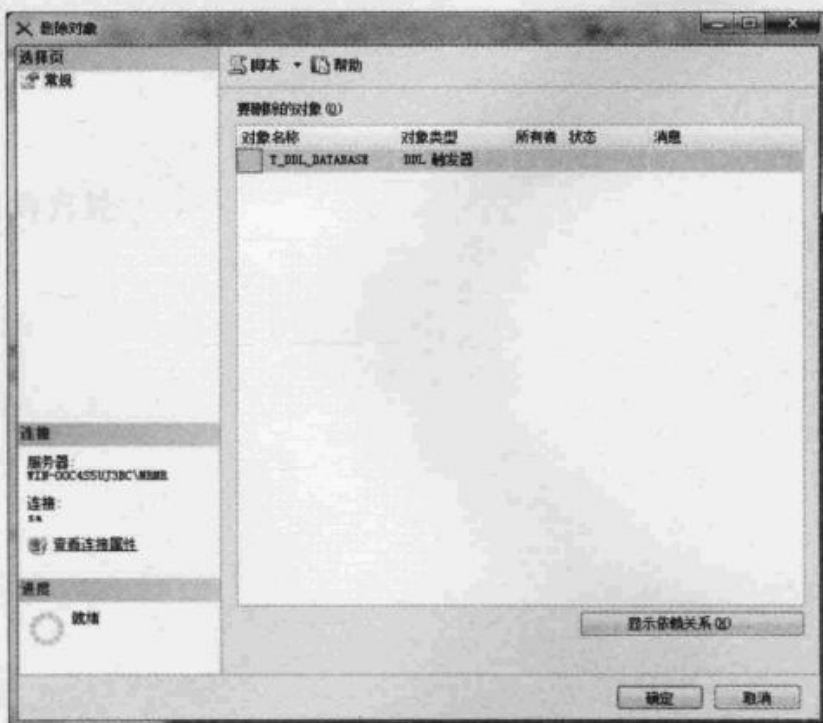 删除对象
选择页
常规
脚本 帮助
要删除的对象(Q)
对象名称 对象类型 所有者 状态 消息
T_DDL_DATABASE DDL 触发器
连接
服务器:
连接:
sa
查看连接属性
进度
就绪
显示依赖关系(H)
确定 取消